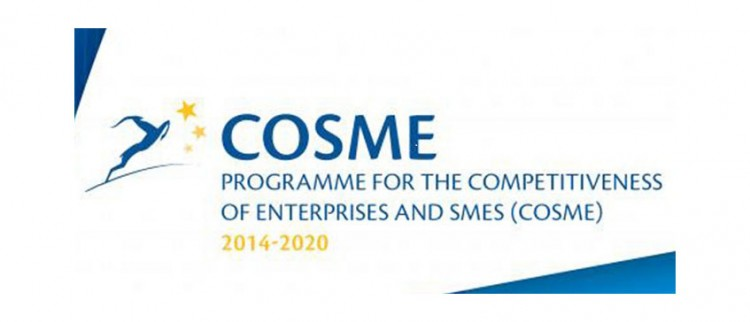 COSME
PROGRAMME FOR THE COMPETITIVENESS
OF ENTERPRISES AND SMES (COSME)
2014-2020